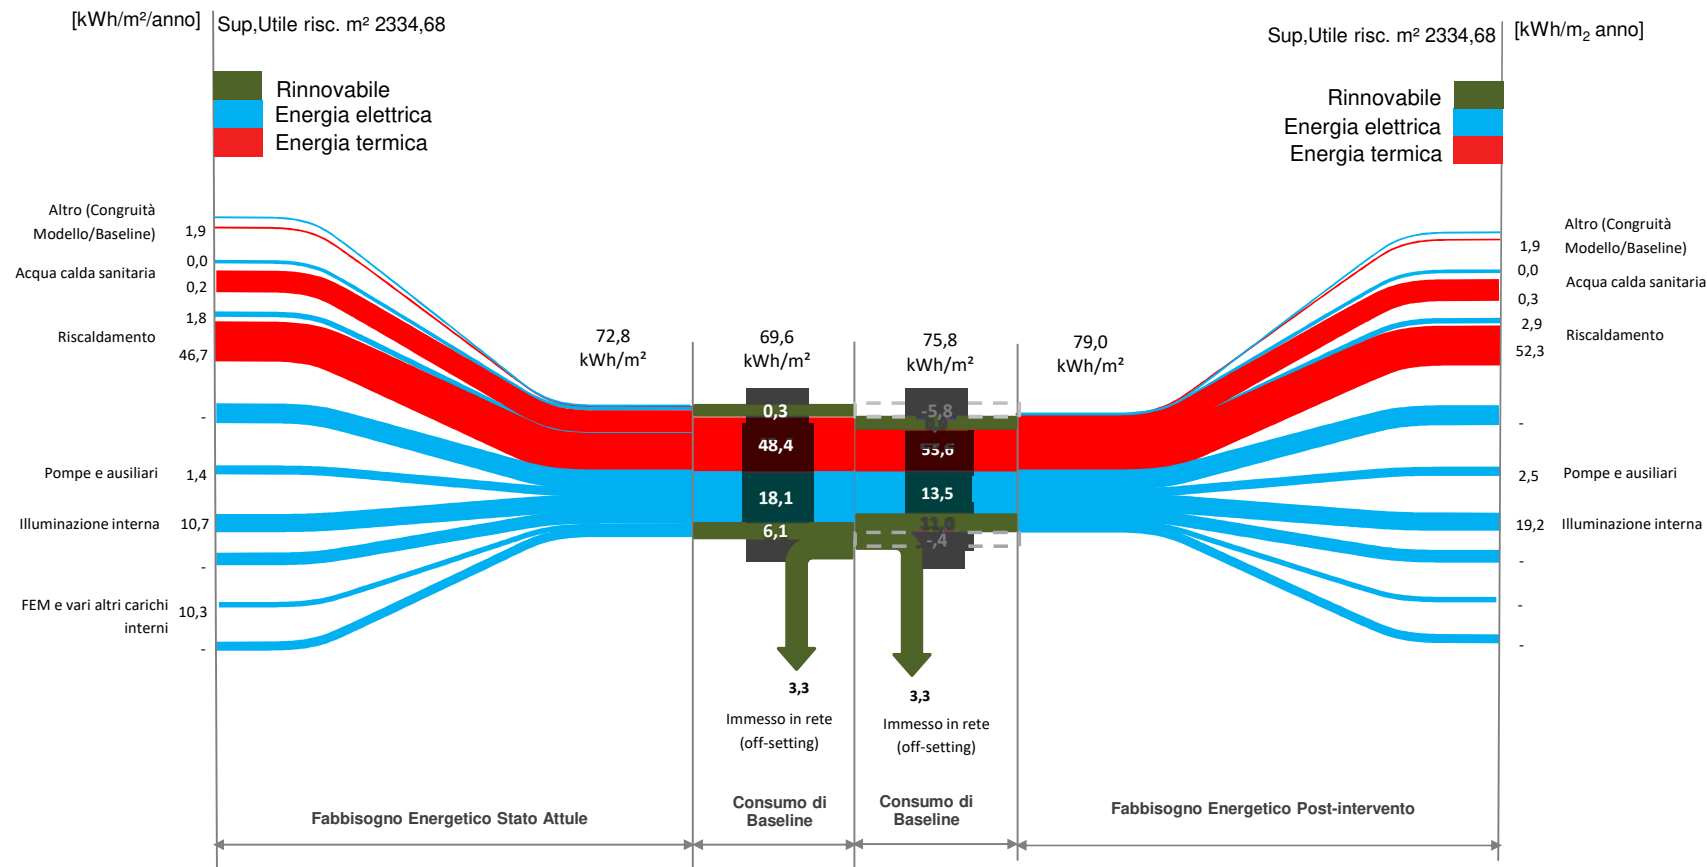 [kWh/m²/anno]
Sup,Utile risc. m² 2334,68
Rinnovabile
Energia elettrica
Energia termica
Sup,Utile risc. m² 2334,68
[kWh/m₂ anno]
Rinnovabile
Energia elettrica
Energia termica
Altro (Congruità
Modello/Baseline)
1,9
0,0
Acqua calda sanitaria
0,2
1,8
Riscaldamento
46,7
-
Pompe e ausiliari
1,4
Illuminazione interna
10,7
-
FEM e vari altri carichi
interni
10,3
-
72,8
kWh/m²
69,6
kWh/m²
75,8
kWh/m²
79,0
kWh/m²
0,3
48,4
18,1
6,1
-5,8
53,6
13,5
11,0
-,4
3,3
Immesso in rete
(off-setting)
3,3
Immesso in rete
(off-setting)
Altro (Congruità
Modello/Baseline)
1,9
0,0
Acqua calda sanitaria
0,3
2,9
Riscaldamento
52,3
-
2,5
Pompe e ausiliari
19,2
Illuminazione interna
-
-
-
Fabbisogno Energetico Stato Attule
Consumo di
Baseline
Consumo di
Baseline
Fabbisogno Energetico Post-intervento